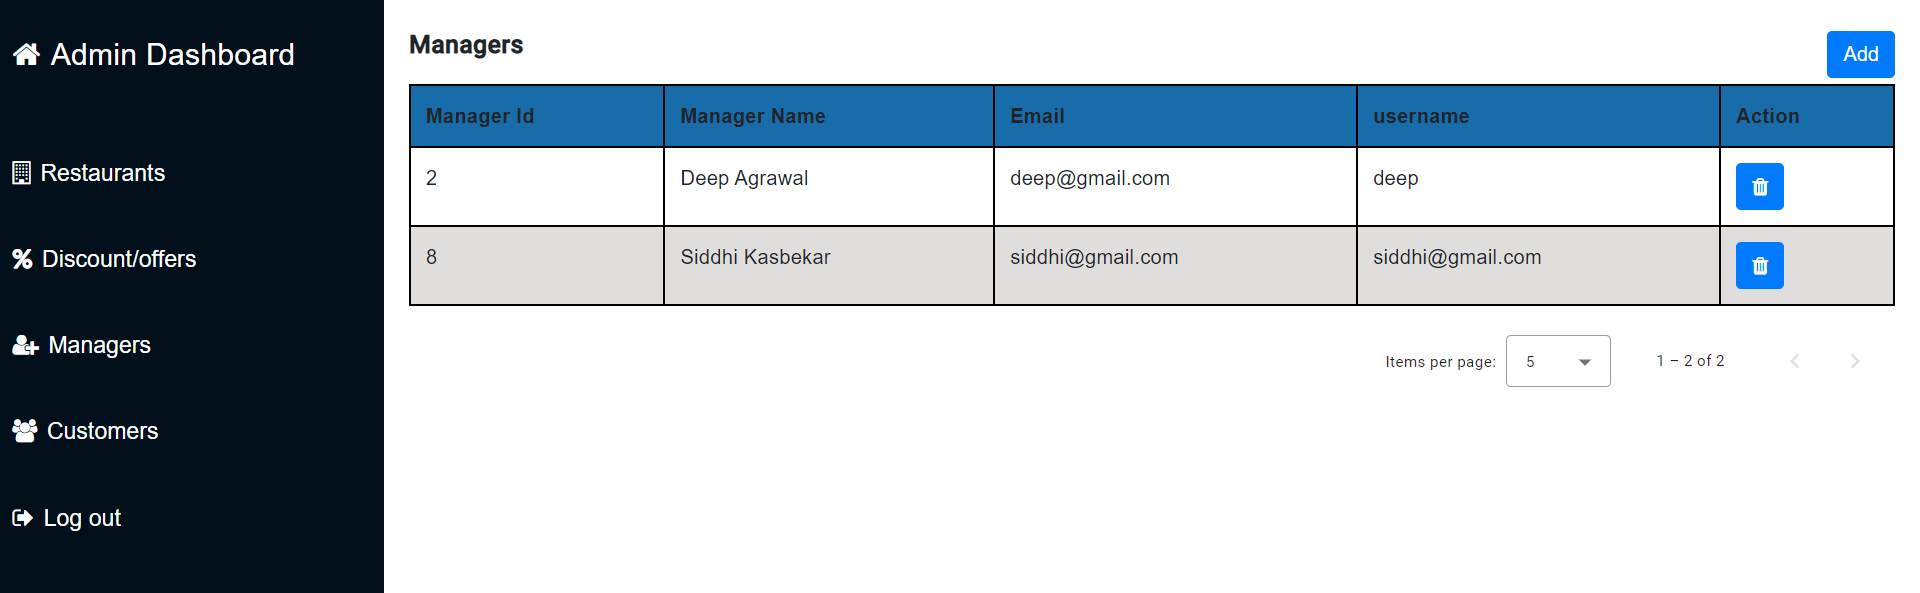 Admin Dashboard
Restaurants
Discount/offers
Managers
Customers
Log out
Managers
Add
Manager Id Manager Name Email username Action
2 Deep Agrawal deep@gmail.com deep
8 Siddhi Kasbekar siddhi@gmail.com siddhi@gmail.com
Items per page: 5 1 – 2 of 2